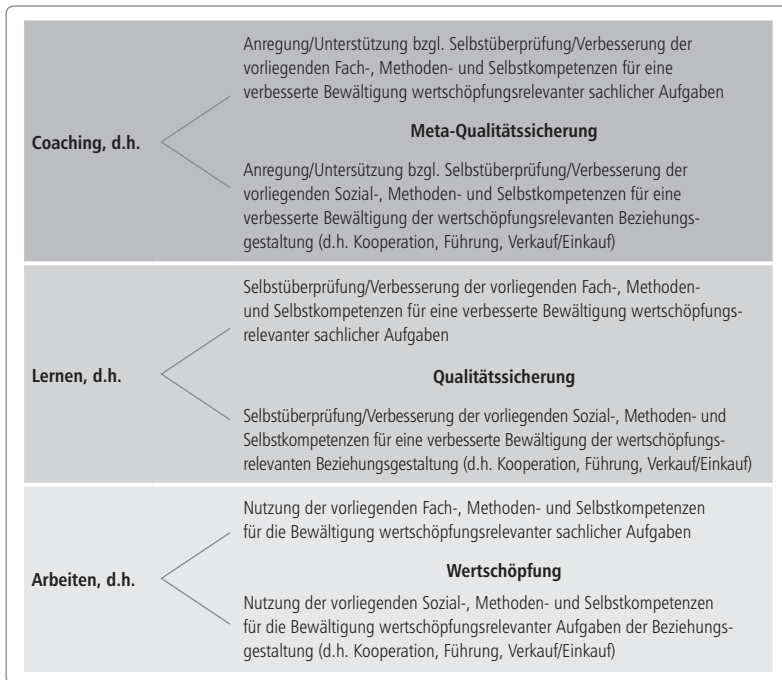 Coaching, d.h.
Anregung/Unterstützung bzgl. Selbstüberprüfung/Verbesserung der
vorliegenden Fach-, Methoden- und Selbstkompetenzen für eine
verbesserte Bewältigung wertschöpfungsrelevanter sachlicher Aufgaben
Meta-Qualitätssicherung
Anregung/Untersützung bzgl. Selbstüberprüfung/Verbesserung der
vorliegenden Sozial-, Methoden- und Selbstkompetenzen für eine
verbesserte Bewältigung der wertschöpfungsrelevanten Beziehungs-
gestaltung (d.h. Kooperation, Führung, Verkauf/Einkauf)
Lernen, d.h.
Selbstüberprüfung/Verbesserung der vorliegenden Fach-, Methoden-
und Selbstkompetenzen für eine verbesserte Bewältigung wertschöpfungs-
relevanter sachlicher Aufgaben
Qualitätssicherung
Selbstüberprüfung/Verbesserung der vorliegenden Sozial-, Methoden- und
Selbstkompetenzen für eine verbesserte Bewältigung der wertschöpfungs-
relevanten Beziehungsgestaltung (d.h. Kooperation, Führung, Verkauf/Einkauf)
Arbeiten, d.h.
Nutzung der vorliegenden Fach-, Methoden- und Selbstkompetenzen
für die Bewältigung wertschöpfungsrelevanter sachlicher Aufgaben
Wertschöpfung
Nutzung der vorliegenden Sozial-, Methoden- und Selbstkompetenzen
für die Bewältigung wertschöpfungsrelevanter Aufgaben der Beziehungs-
gestaltung (d.h. Kooperation, Führung, Verkauf/Einkauf)